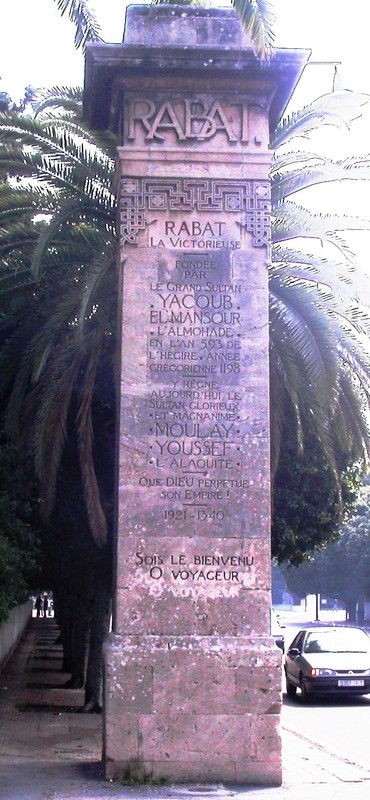 RABAT
RABAT
LA VICTORIEUSE
FONDÉE
PAR
LE GRAND SULTAN
YACOUB
EL·MANSOUR
·L'ALMOHADE·
EN L'AN 593 DE
L'HÉGIRE, ANNÉE
GRÉGORIENNE 1198
Y RÈGNE
AUJOURD'HUI, LE
SULTAN GLORIEUX
·ET MAGNANIME·
MOULAY
YOUSSEF
·L'ALAOUITE·
QUE DIEU PERPÉTUE
SON EMPIRE!
1921-1340
SOIS LE BIENVENU
O VOYAGEUR